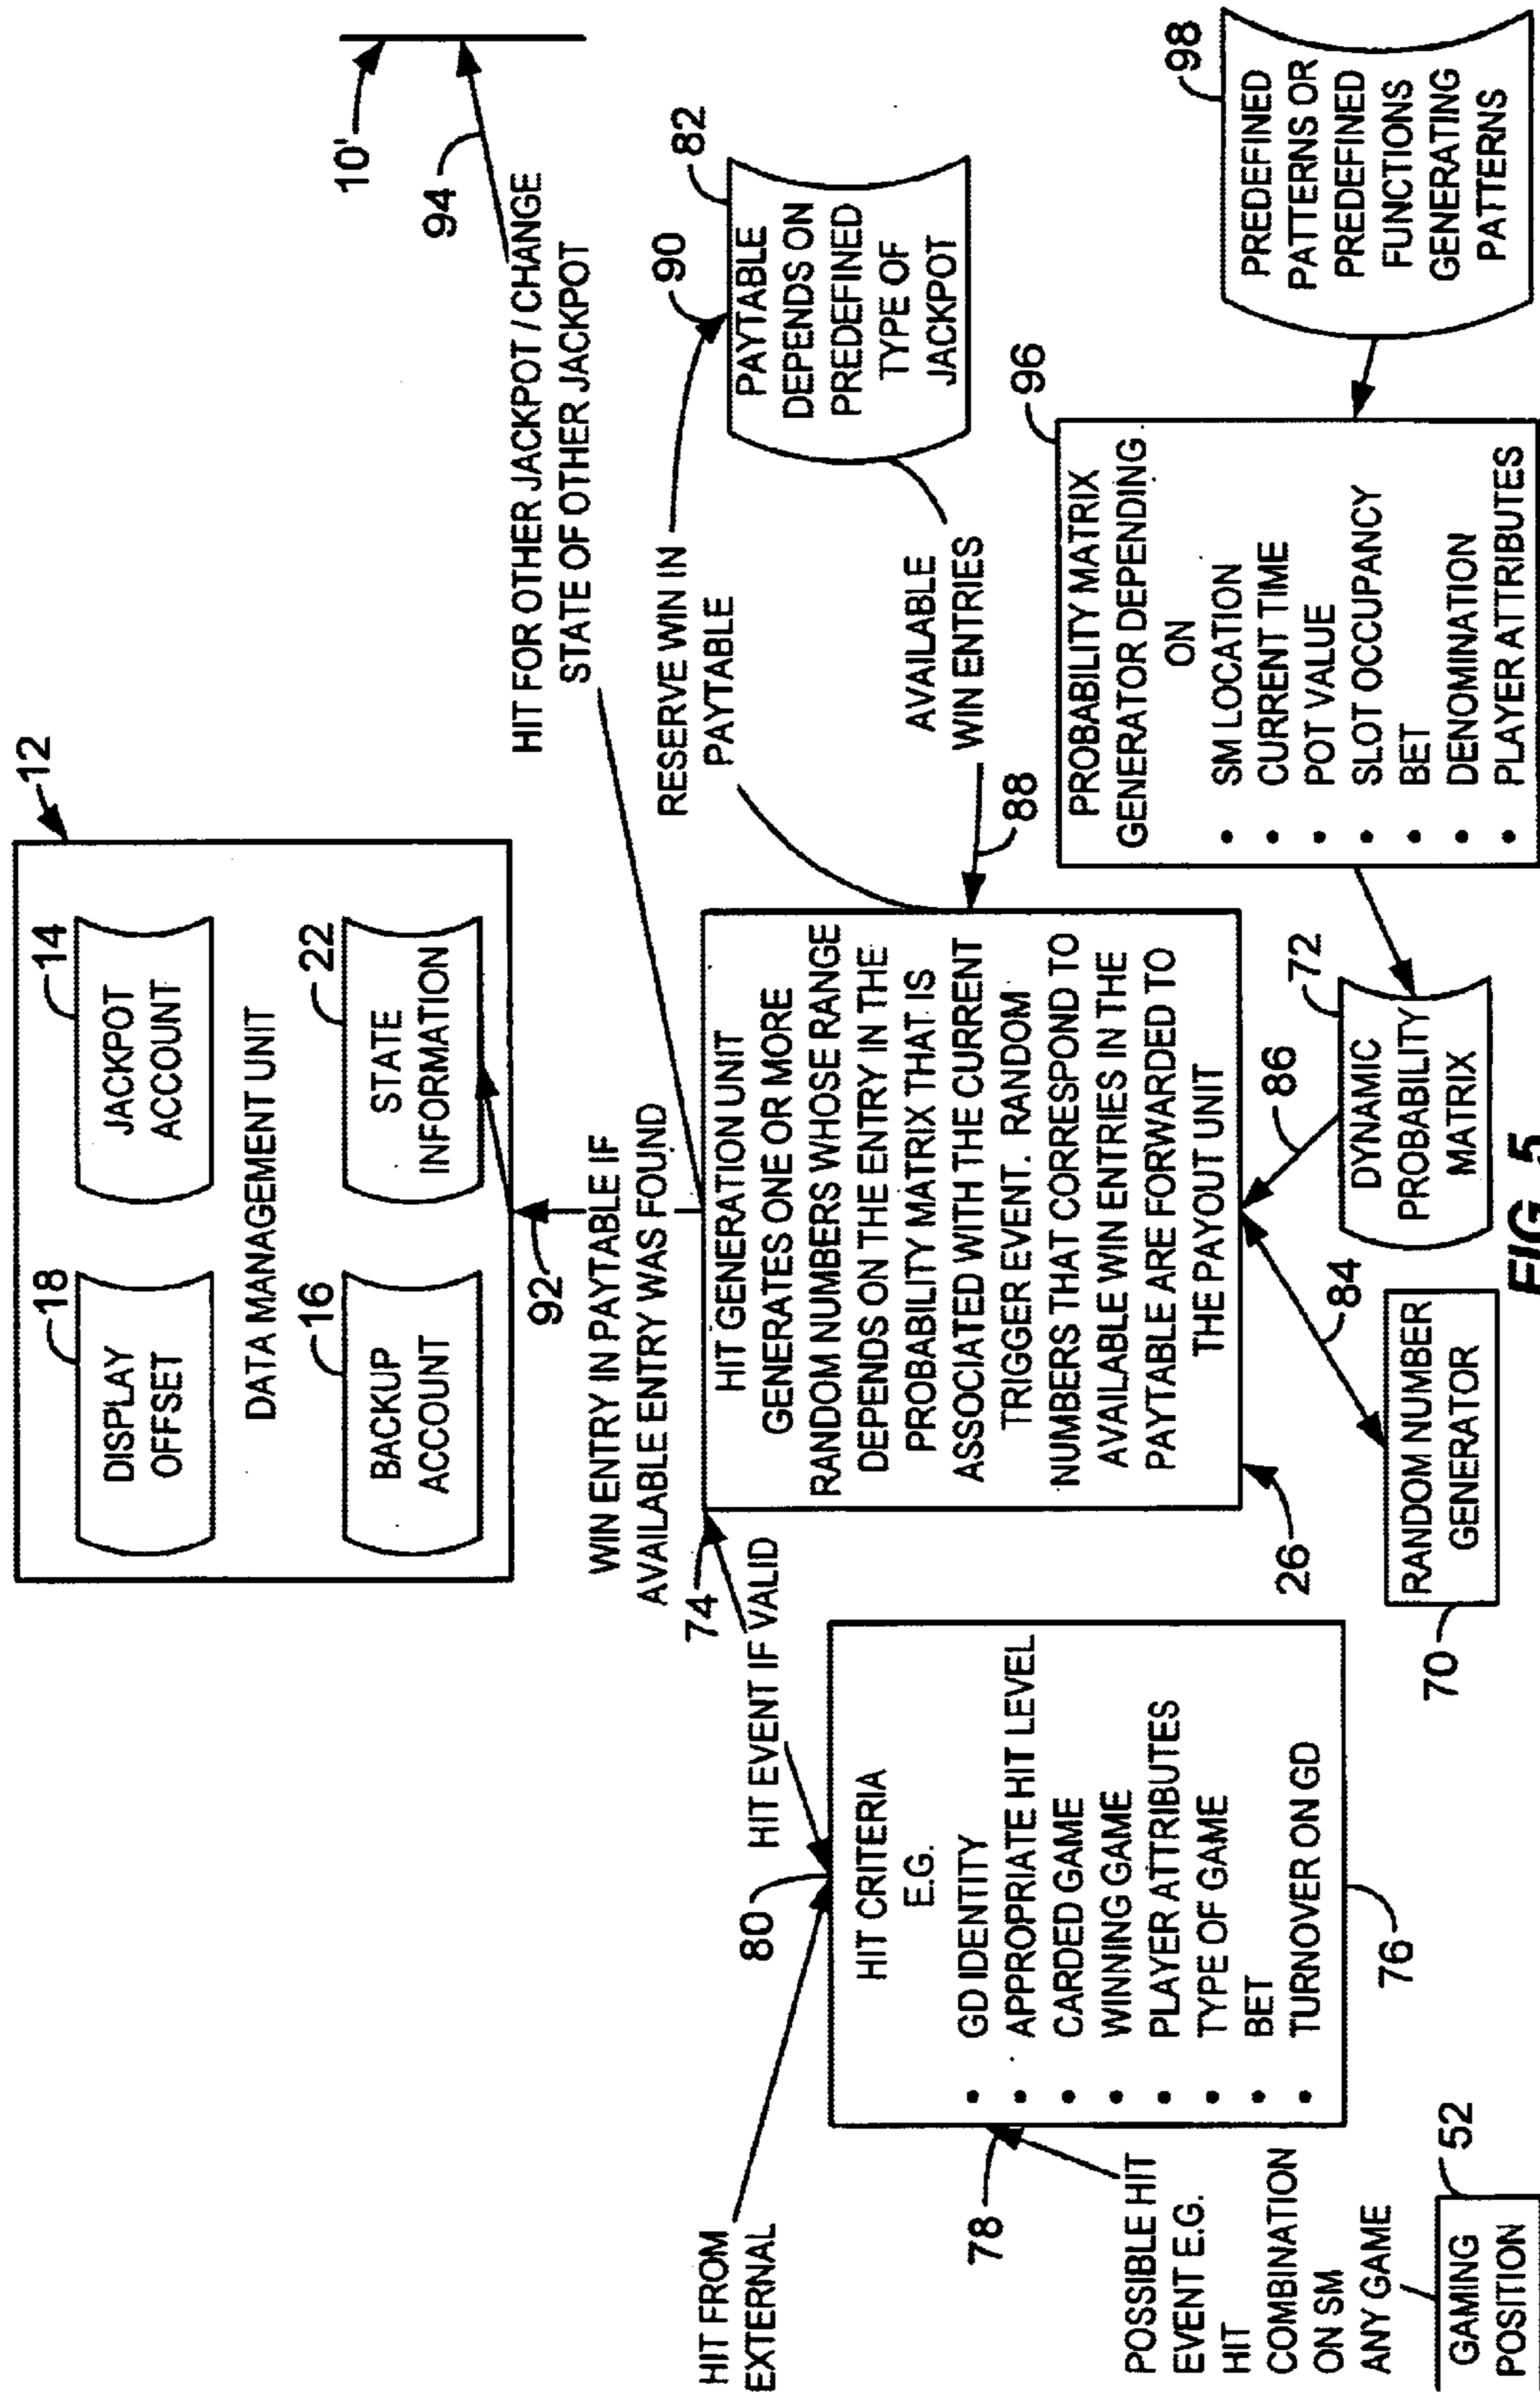 12
18
DISPLAY
OFFSET
14
JACKPOT
ACCOUNT
DATA MANAGEMENT UNIT
16
BACKUP
ACCOUNT
22
STATE
INFORMATION
10'
94
HIT FOR OTHER JACKPOT / CHANGE
STATE OF OTHER JACKPOT
92
WIN ENTRY IN PAYTABLE IF
AVAILABLE ENTRY WAS FOUND
RESERVE WIN IN
PAYTABLE
90
82
PAYTABLE
DEPENDS ON
PREDEFINED
TYPE OF
JACKPOT
AVAILABLE
WIN ENTRIES
88
HIT FROM
EXTERNAL
80
HIT EVENT IF VALID
74
HIT GENERATION UNIT
GENERATES ONE OR MORE
RANDOM NUMBERS WHOSE RANGE
DEPENDS ON THE ENTRY IN THE
PROBABILITY MATRIX THAT IS
ASSOCIATED WITH THE CURRENT
TRIGGER EVENT. RANDOM
NUMBERS THAT CORRESPOND TO
AVAILABLE WIN ENTRIES IN THE
PAYTABLE ARE FORWARDED TO
THE PAYOUT UNIT
26
HIT CRITERIA
E.G.
• GD IDENTITY
• APPROPRIATE HIT LEVEL
• CARDED GAME
• WINNING GAME
• PLAYER ATTRIBUTES
• TYPE OF GAME
• BET
• TURNOVER ON GD
76
78
POSSIBLE HIT
EVENT E.G.
HIT
COMBINATION
ON SM
ANY GAME
52
GAMING
POSITION
84
RANDOM NUMBER
GENERATOR
70
86
72
DYNAMIC
PROBABILITY
MATRIX
96
PROBABILITY MATRIX
GENERATOR DEPENDING
ON
• SM LOCATION
• CURRENT TIME
• POT VALUE
• SLOT OCCUPANCY
• BET
• DENOMINATION
• PLAYER ATTRIBUTES
98
PREDEFINED
PATTERNS OR
PREDEFINED
FUNCTIONS
GENERATING
PATTERNS
FIG. 5